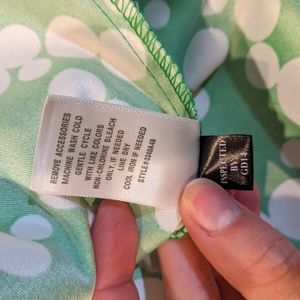 REMOVE ACCESSORIES
MACHINE WASH COLD
GENTLE CYCLE
WITH LIKE COLORS
NON-CHLORINE BLEACH
ONLY, IF NEEDED
LINE DRY
COOL IRON IF NEEDED
STYLE#
INSPECTED
BY:
GD14